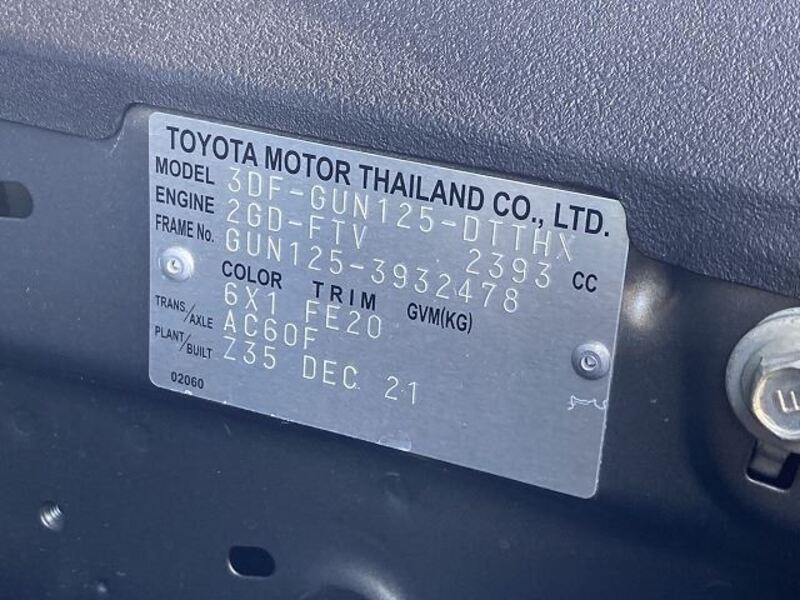 TOYOTA MOTOR THAILAND CO., LTD.
MODEL 3DF-GUN125-DTTHX
ENGINE 2GD-FTV 2393 CC
FRAME No. GUN125-3932478
COLOR TRIM GVM(KG)
6X1 FE20
TRANS/AXLE AC60F
PLANT/BUILT Z35 DEC 21
02060